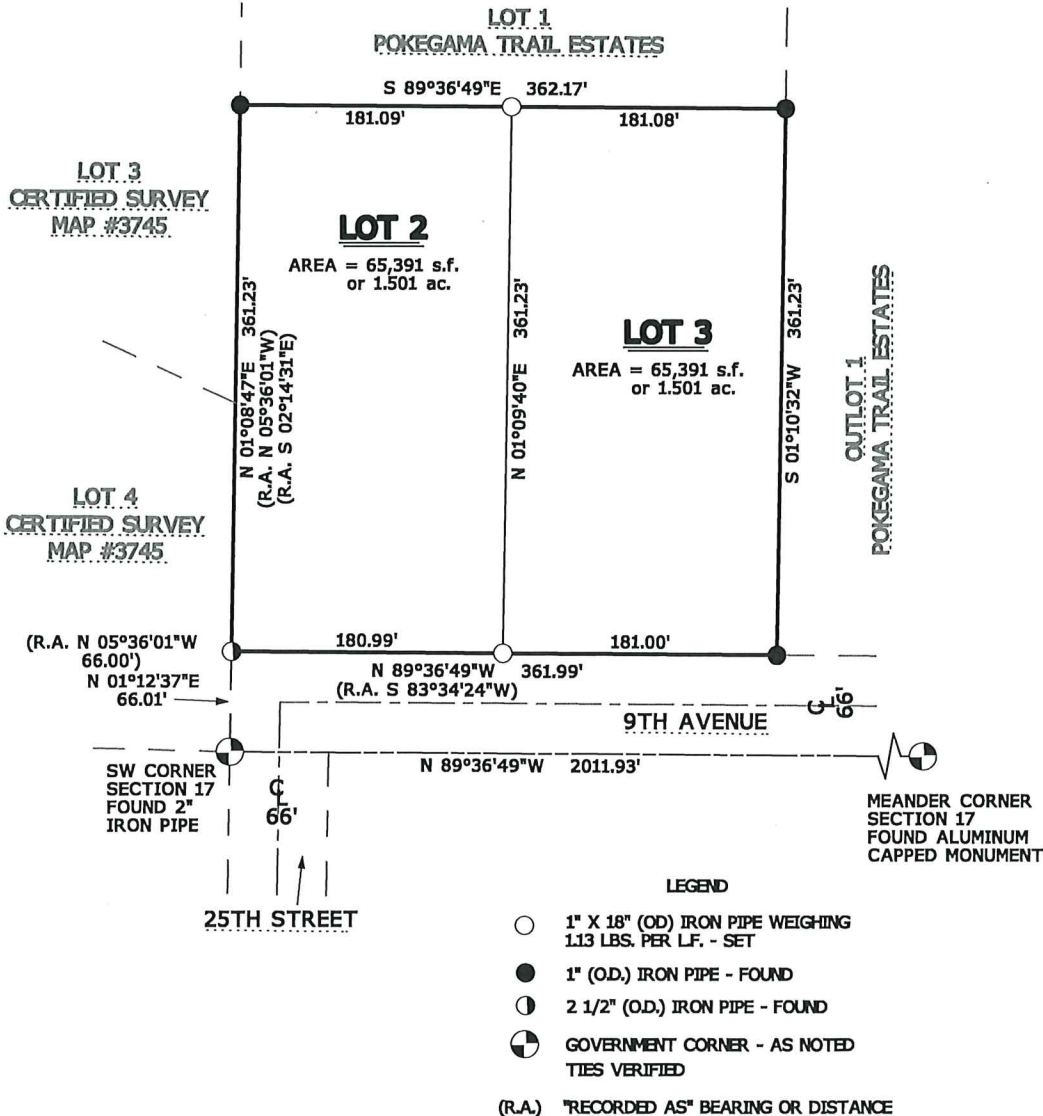 LOT 1
POKEGAMA TRAIL ESTATES
S 89°36'49"E 362.17'
181.09'
181.08'
LOT 3
CERTIFIED SURVEY
MAP #3745
LOT 2
AREA = 65,391 s.f.
or 1.501 ac.
N 01°08'47"E 361.23'
(R.A. N 05°36'01"W)
(R.A. S 02°14'31"E)
N 01°09'40"E 361.23'
LOT 3
AREA = 65,391 s.f.
or 1.501 ac.
S 01°10'32"W 361.23'
OUTLOT 1
POKEGAMA TRAIL ESTATES
LOT 4
CERTIFIED SURVEY
MAP #3745
(R.A. N 05°36'01"W
66.00')
N 01°12'37"E
66.01'
180.99'
181.00'
N 89°36'49"W 361.99'
(R.A. S 83°34'24"W)
9TH AVENUE
CL
66'
N 89°36'49"W 2011.93'
SW CORNER
SECTION 17
FOUND 2"
IRON PIPE
CL
66'
MEANDER CORNER
SECTION 17
FOUND ALUMINUM
CAPPED MONUMENT
25TH STREET
LEGEND
1" X 18" (OD) IRON PIPE WEIGHING
1.13 LBS. PER L.F. - SET
1" (O.D.) IRON PIPE - FOUND
2 1/2" (O.D.) IRON PIPE - FOUND
GOVERNMENT CORNER - AS NOTED
TIES VERIFIED
(R.A.) "RECORDED AS" BEARING OR DISTANCE